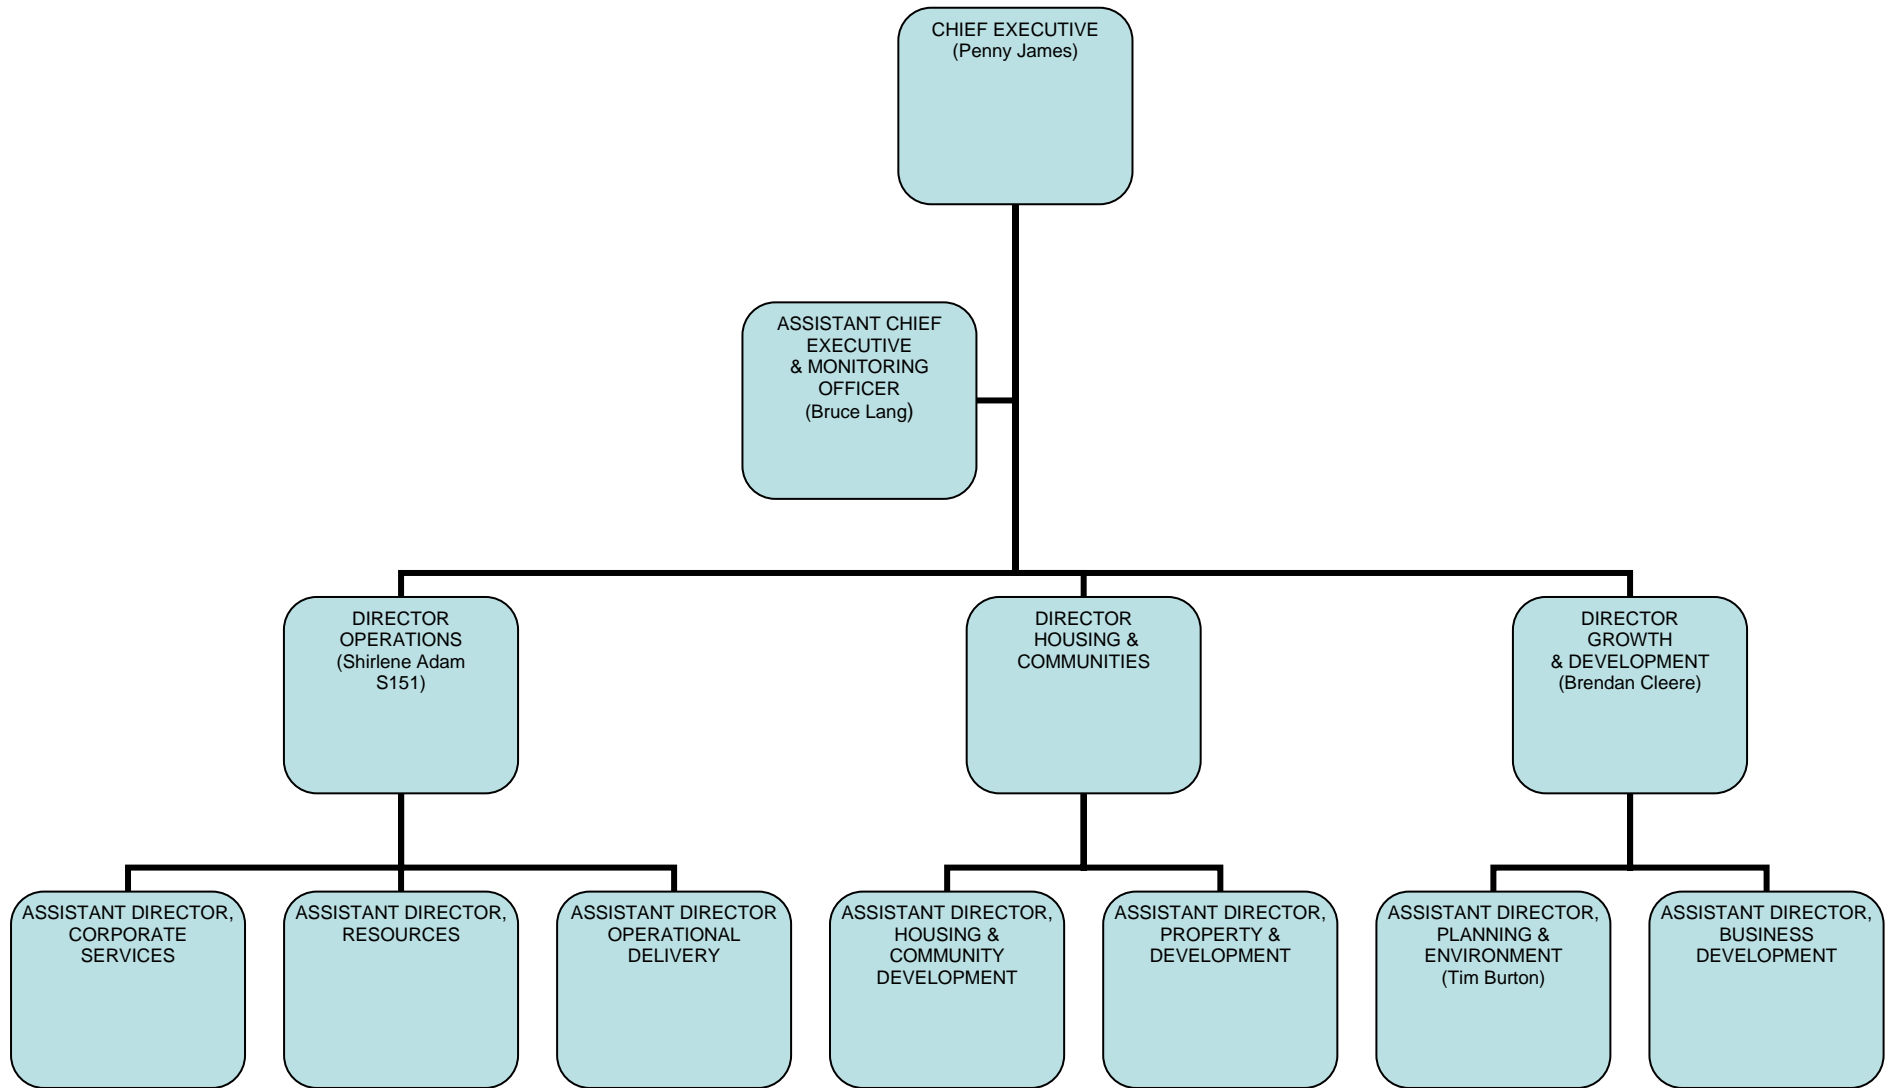 CHIEF EXECUTIVE
(Penny James)
ASSISTANT CHIEF
EXECUTIVE
& MONITORING
OFFICER
(Bruce Lang)
DIRECTOR
OPERATIONS
(Shirlene Adam
S151)
DIRECTOR
HOUSING &
COMMUNITIES
DIRECTOR
GROWTH
& DEVELOPMENT
(Brendan Cleere)
ASSISTANT DIRECTOR,
CORPORATE
SERVICES
ASSISTANT DIRECTOR,
RESOURCES
ASSISTANT DIRECTOR
OPERATIONAL
DELIVERY
ASSISTANT DIRECTOR,
HOUSING &
COMMUNITY
DEVELOPMENT
ASSISTANT DIRECTOR,
PROPERTY &
DEVELOPMENT
ASSISTANT DIRECTOR,
PLANNING &
ENVIRONMENT
(Tim Burton)
ASSISTANT DIRECTOR,
BUSINESS
DEVELOPMENT